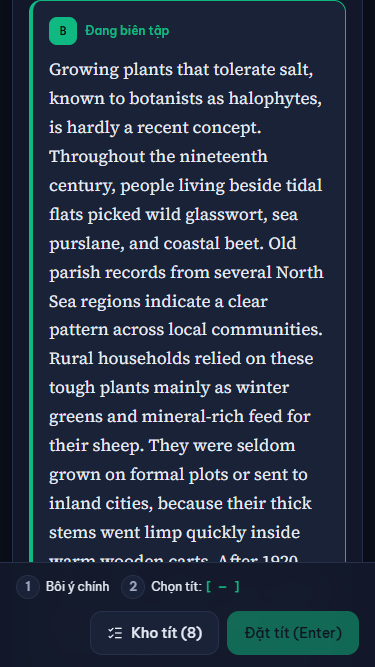 B Đang biên tập
Growing plants that tolerate salt,
known to botanists as halophytes,
is hardly a recent concept.
Throughout the nineteenth
century, people living beside tidal
flats picked wild glasswort, sea
purslane, and coastal beet. Old
parish records from several North
Sea regions indicate a clear
pattern across local communities.
Rural households relied on these
tough plants mainly as winter
greens and mineral-rich feed for
their sheep. They were seldom
grown on formal plots or sent to
inland cities, because their thick
stems went limp quickly inside
warm wooden carts. After 1920,
1 Bôi ý chính 2 Chọn tít: [ – ]
Kho tít (8) Đặt tít (Enter)